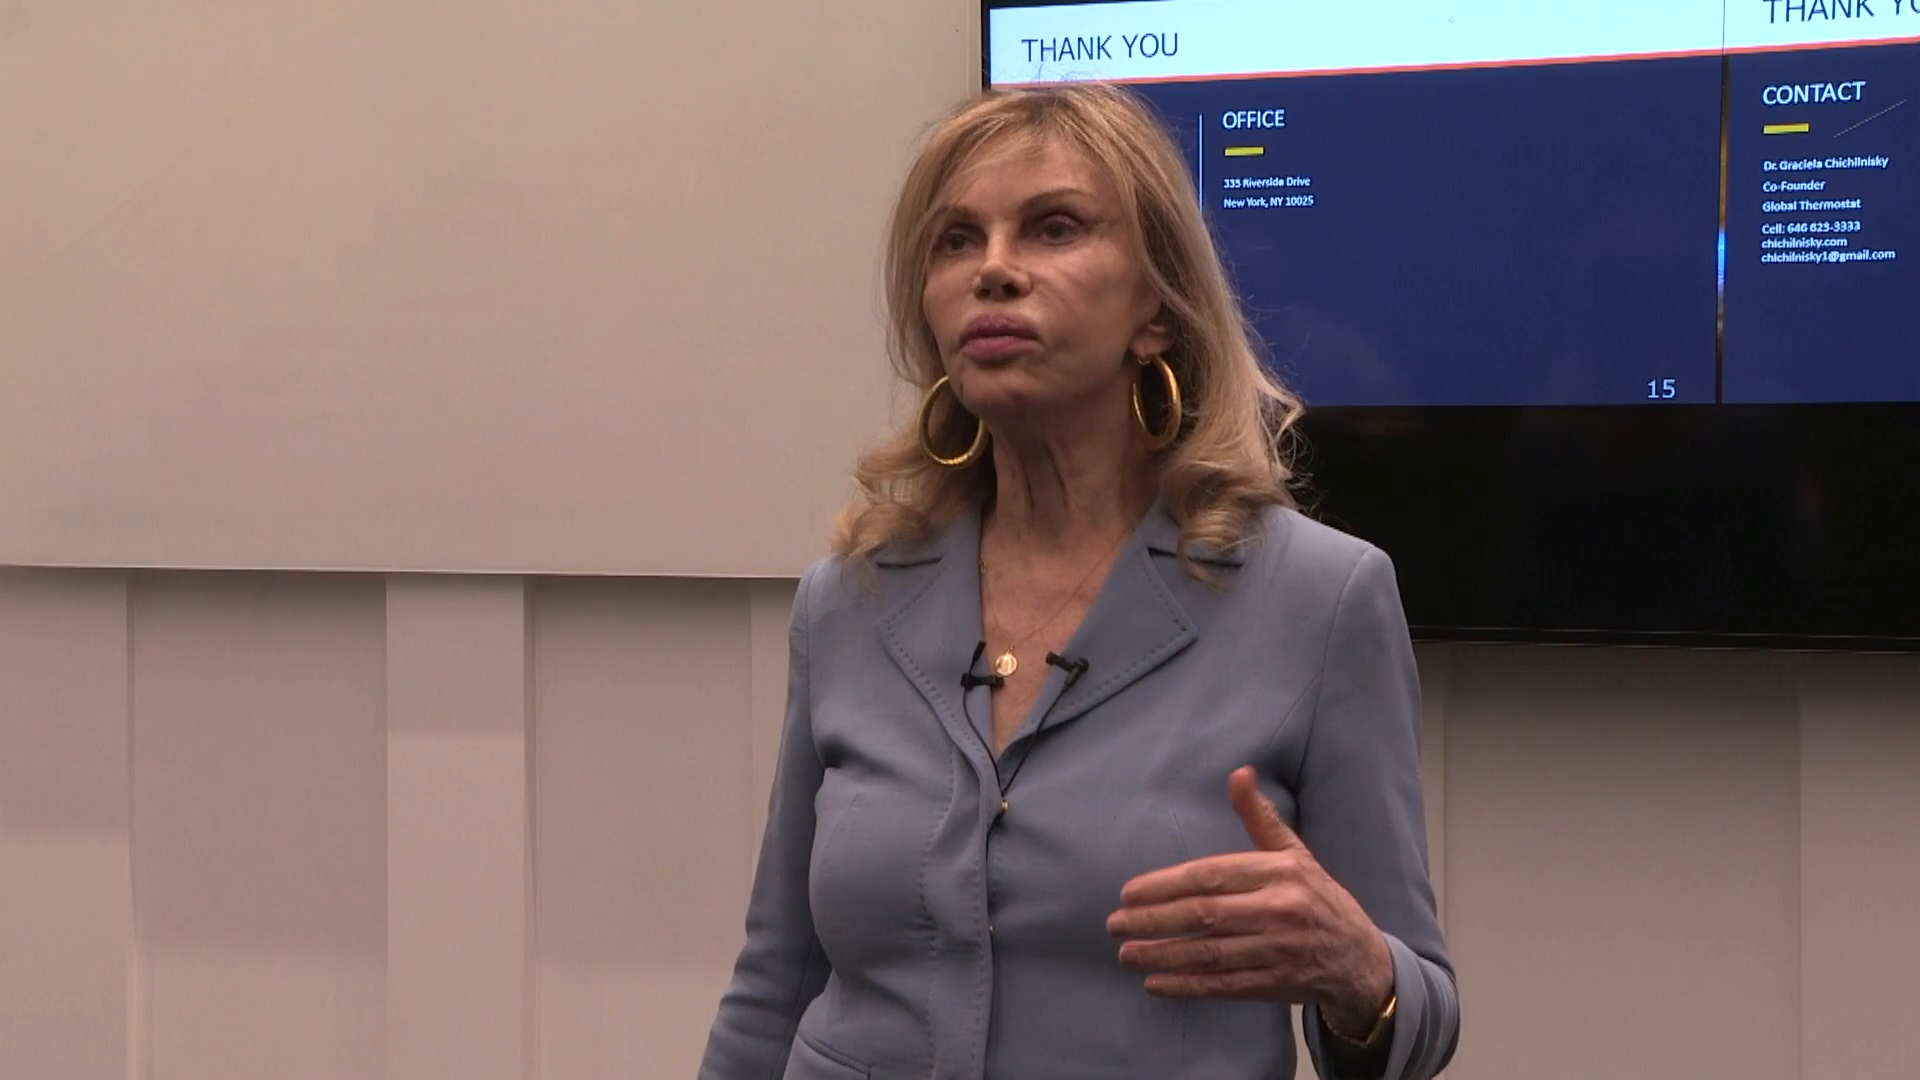 THANK YOU
OFFICE
335 Riverside Drive
New York, NY 10025
15
THANK YO
CONTACT
Dr. Graciela Chichilnisky
Co-Founder
Global Thermostat
Cell: 646 623-3333
chichilnisky.com
chichilnisky1@gmail.com